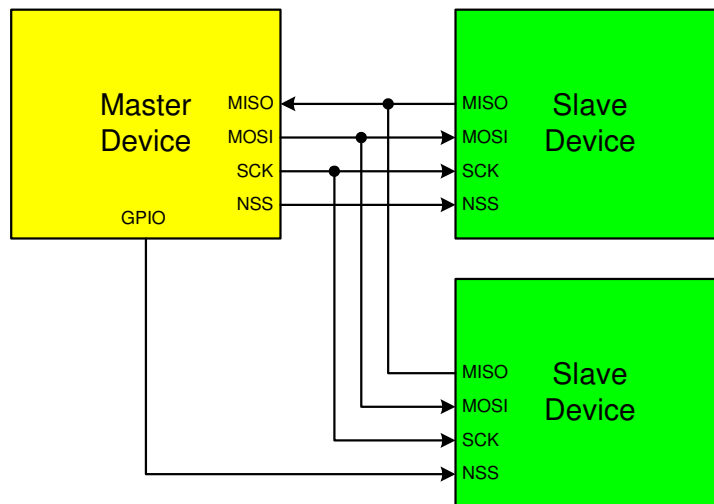 Master
Device
MISO
MOSI
SCK
NSS
GPIO
MISO
MOSI
SCK
NSS
Slave
Device
MISO
MOSI
SCK
NSS
Slave
Device